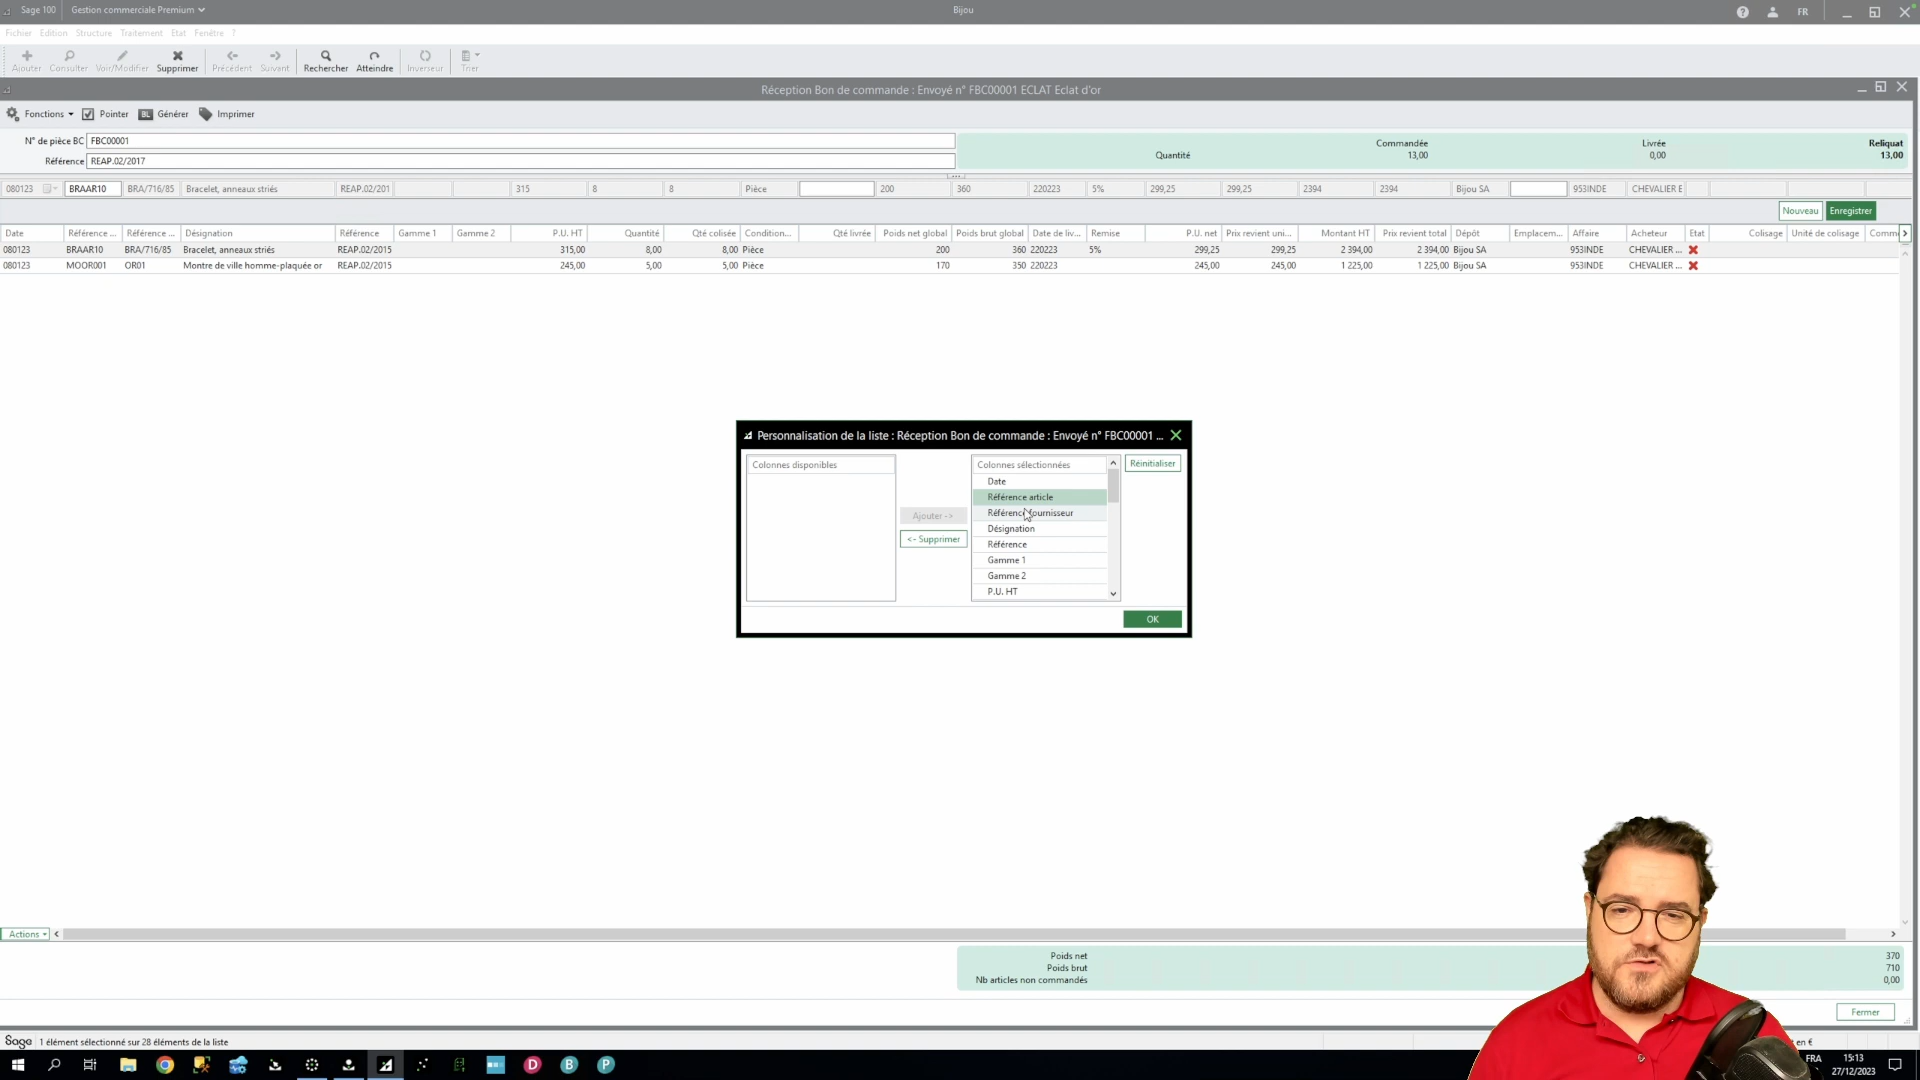 Sage 100 Gestion commerciale Premium Bijou FR
Fichier Edition Structure Traitement Etat Fenêtre ?
Ajouter Consulter Voir/Modifier Supprimer Précédent Suivant Rechercher Atteindre Inverseur Trier
Réception Bon de commande : Envoyé n° FBC00001 ECLAT Eclat d'or
Fonctions Pointer BL Générer Imprimer
N° de pièce BC FBC00001
Référence REAP.02/2017
Commandée Livrée Reliquat
Quantité 13,00 0,00 13,00
080123 BRAAR10 BRA/716/85 Bracelet, anneaux striés REAP.02/201 315 8 8 Pièce 200 360 220223 5% 299,25 299,25 2394 2394 Bijou SA 953INDE CHEVALIER E
Nouveau Enregistrer
Date Référence ... Référence ... Désignation Référence Gamme 1 Gamme 2 P.U. HT Quantité Qté colisée Condition... Qté livrée Poids net global Poids brut global Date de liv... Remise P.U. net Prix revient uni... Montant HT Prix revient total Dépôt Emplacem... Affaire Acheteur Etat Colisage Unité de colisage Comm
080123 BRAAR10 BRA/716/85 Bracelet, anneaux striés REAP.02/2015 315,00 8,00 8,00 Pièce 200 360 220223 5% 299,25 299,25 2 394,00 2 394,00 Bijou SA 953INDE CHEVALIER ...
080123 MOOR001 OR01 Montre de ville homme-plaquée or REAP.02/2015 245,00 5,00 5,00 Pièce 170 350 220223 245,00 245,00 1 225,00 1 225,00 Bijou SA 953INDE CHEVALIER ...
Personnalisation de la liste : Réception Bon de commande : Envoyé n° FBC00001 ...
Colonnes disponibles Colonnes sélectionnées Réinitialiser
Date
Référence article
Ajouter -> Référence fournisseur
Désignation
<- Supprimer Référence
Gamme 1
Gamme 2
P.U. HT
OK
Actions
Poids net 370
Poids brut 710
Nb articles non commandés 0,00
Fermer
Sage 1 élément sélectionné sur 28 éléments de la liste en €
D B P FRA 15:13
27/12/2023